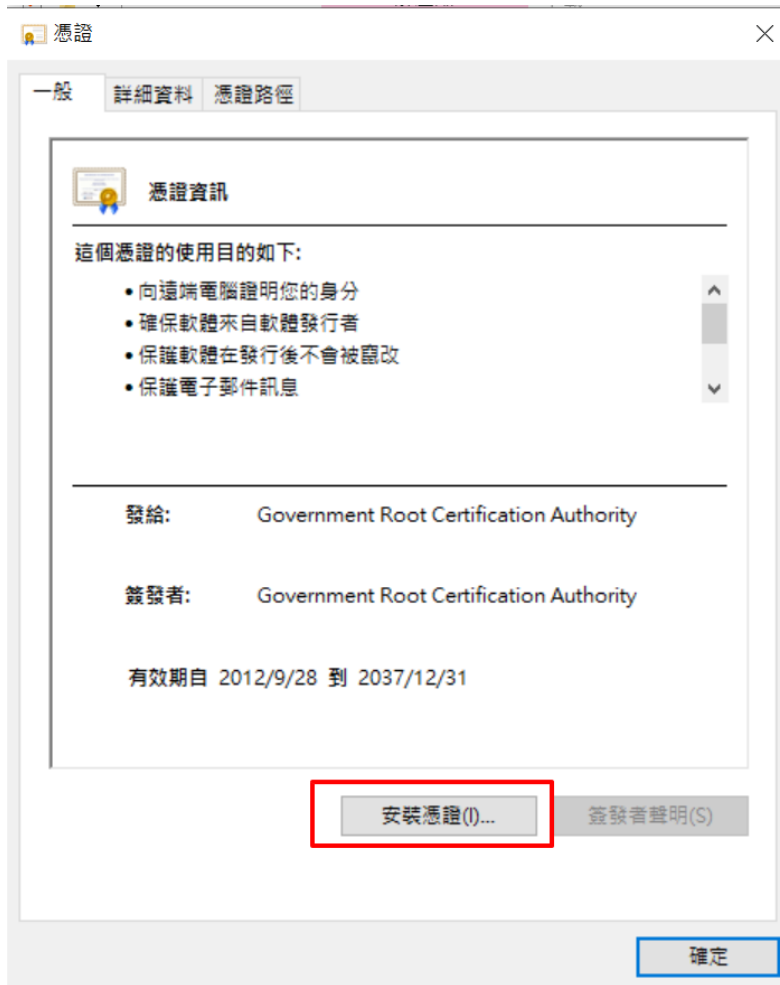 憑證
一般 詳細資料 憑證路徑
憑證資訊
這個憑證的使用目的如下:
• 向遠端電腦證明您的身分
• 確保軟體來自軟體發行者
• 保護軟體在發行後不會被竄改
• 保護電子郵件訊息
發給: Government Root Certification Authority
簽發者: Government Root Certification Authority
有效期自 2012/9/28 到 2037/12/31
安裝憑證(I)... 簽發者聲明(S)
確定